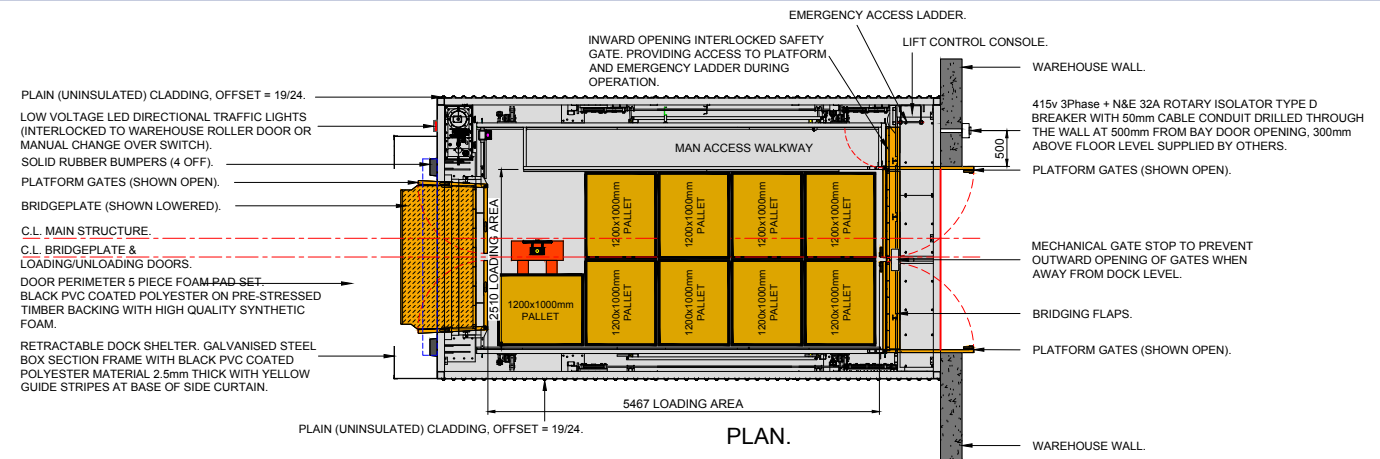 EMERGENCY ACCESS LADDER.
INWARD OPENING INTERLOCKED SAFETY
GATE. PROVIDING ACCESS TO PLATFORM
AND EMERGENCY LADDER DURING
OPERATION.
LIFT CONTROL CONSOLE.
WAREHOUSE WALL.
PLAIN (UNINSULATED) CLADDING, OFFSET = 19/24.
LOW VOLTAGE LED DIRECTIONAL TRAFFIC LIGHTS
(INTERLOCKED TO WAREHOUSE ROLLER DOOR OR
MANUAL CHANGE OVER SWITCH).
SOLID RUBBER BUMPERS (4 OFF).
PLATFORM GATES (SHOWN OPEN).
BRIDGEPLATE (SHOWN LOWERED).
C.L. MAIN STRUCTURE.
C.L. BRIDGEPLATE &
LOADING/UNLOADING DOORS.
DOOR PERIMETER 5 PIECE FOAM PAD SET.
BLACK PVC COATED POLYESTER ON PRE-STRESSED
TIMBER BACKING WITH HIGH QUALITY SYNTHETIC
FOAM.
RETRACTABLE DOCK SHELTER. GALVANISED STEEL
BOX SECTION FRAME WITH BLACK PVC COATED
POLYESTER MATERIAL 2.5mm THICK WITH YELLOW
GUIDE STRIPES AT BASE OF SIDE CURTAIN.
MAN ACCESS WALKWAY
2510 LOADING AREA
1200x1000mm
PALLET
1200x1000mm
PALLET
1200x1000mm
PALLET
1200x1000mm
PALLET
1200x1000mm
PALLET
1200x1000mm
PALLET
1200x1000mm
PALLET
1200x1000mm
PALLET
1200x1000mm
PALLET
500
415v 3Phase + N&E 32A ROTARY ISOLATOR TYPE D
BREAKER WITH 50mm CABLE CONDUIT DRILLED THROUGH
THE WALL AT 500mm FROM BAY DOOR OPENING, 300mm
ABOVE FLOOR LEVEL SUPPLIED BY OTHERS.
PLATFORM GATES (SHOWN OPEN).
MECHANICAL GATE STOP TO PREVENT
OUTWARD OPENING OF GATES WHEN
AWAY FROM DOCK LEVEL.
BRIDGING FLAPS.
PLATFORM GATES (SHOWN OPEN).
5467 LOADING AREA
PLAIN (UNINSULATED) CLADDING, OFFSET = 19/24.
PLAN.
WAREHOUSE WALL.